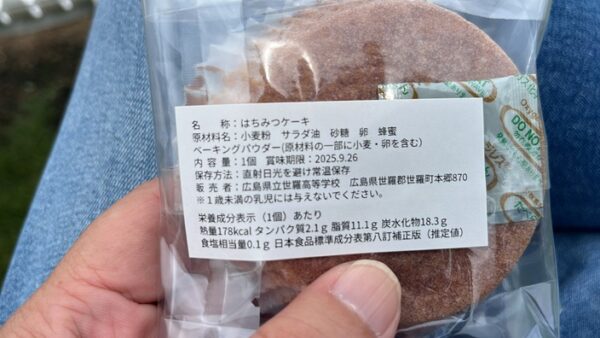 名　　称：はちみつケーキ
原材料名：小麦粉　サラダ油　砂糖　卵　蜂蜜
ベーキングパウダー(原材料の一部に小麦・卵を含む)
内 容 量：1個　賞味期限：2025.9.26
保存方法：直射日光を避け常温保存
販 売 者：広島県立世羅高等学校　広島県世羅郡世羅町本郷870
※１歳未満の乳児には与えないでください。
栄養成分表示（1個）あたり
熱量178kcal タンパク質2.1ｇ 脂質11.1ｇ 炭水化物18.3ｇ
食塩相当量0.1ｇ 日本食品標準成分表第八訂補正版（推定値）
DO NO